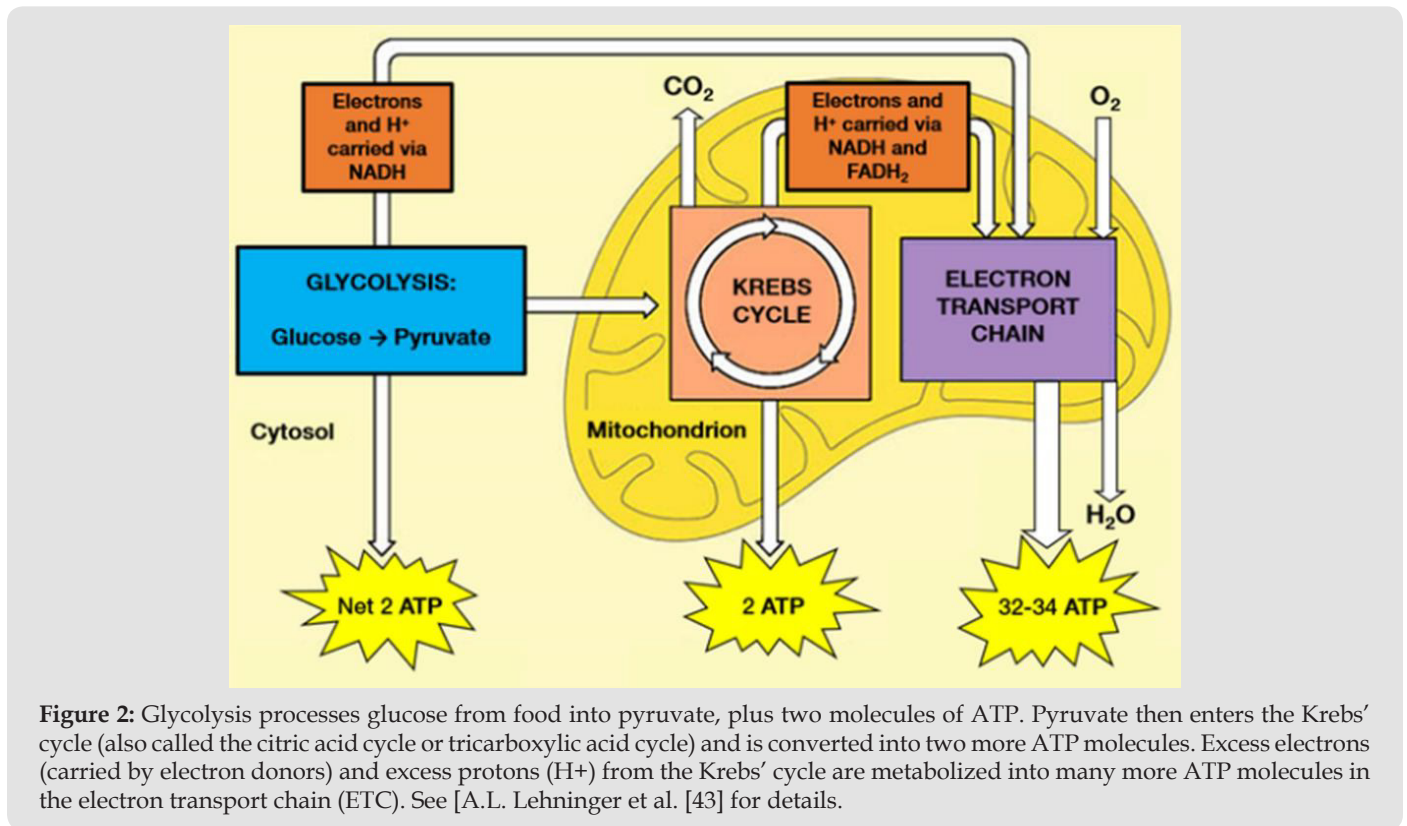 Electrons
and H⁺
carried via
NADH
CO₂
Electrons and
H⁺ carried via
NADH and
FADH₂
O₂
GLYCOLYSIS:
Glucose → Pyruvate
KREBS
CYCLE
ELECTRON
TRANSPORT
CHAIN
Cytosol
Mitochondrion
H₂O
Net 2 ATP
2 ATP
32-34 ATP
Figure 2: Glycolysis processes glucose from food into pyruvate, plus two molecules of ATP. Pyruvate then enters the Krebs’
cycle (also called the citric acid cycle or tricarboxylic acid cycle) and is converted into two more ATP molecules. Excess electrons
(carried by electron donors) and excess protons (H+) from the Krebs’ cycle are metabolized into many more ATP molecules in
the electron transport chain (ETC). See [A.L. Lehninger et al. [43] for details.